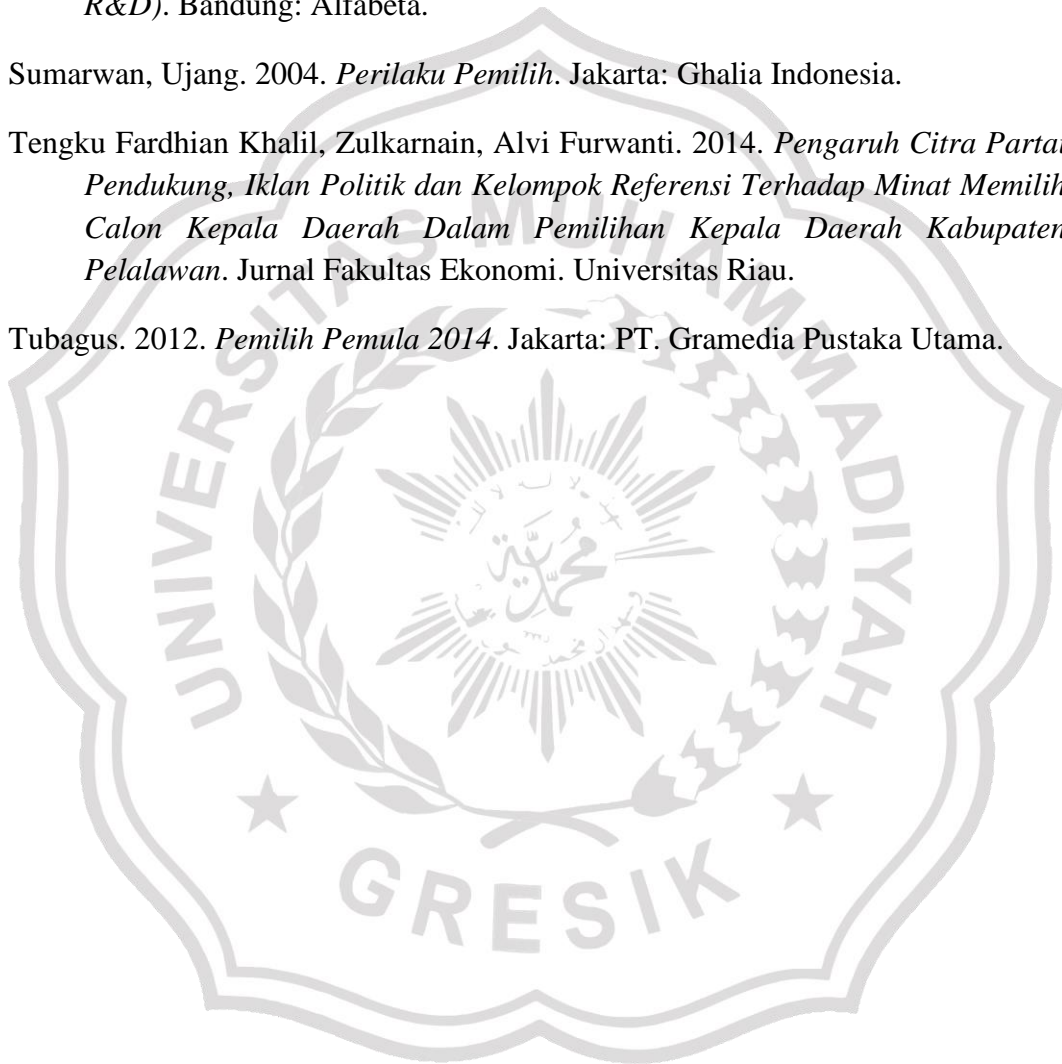 R&D). Bandung: Alfabeta.
Sumarwan, Ujang. 2004. Perilaku Pemilih. Jakarta: Ghalia Indonesia.
Tengku Fardhian Khalil, Zulkarnain, Alvi Furwanti. 2014. Pengaruh Citra Partai
Pendukung, Iklan Politik dan Kelompok Referensi Terhadap Minat Memilih
Calon Kepala Daerah Dalam Pemilihan Kepala Daerah Kabupaten
Pelalawan. Jurnal Fakultas Ekonomi. Universitas Riau.
Tubagus. 2012. Pemilih Pemula 2014. Jakarta: PT. Gramedia Pustaka Utama.
UNIVERSITAS MUHAMMADIYAH
محمدية
GRESIK